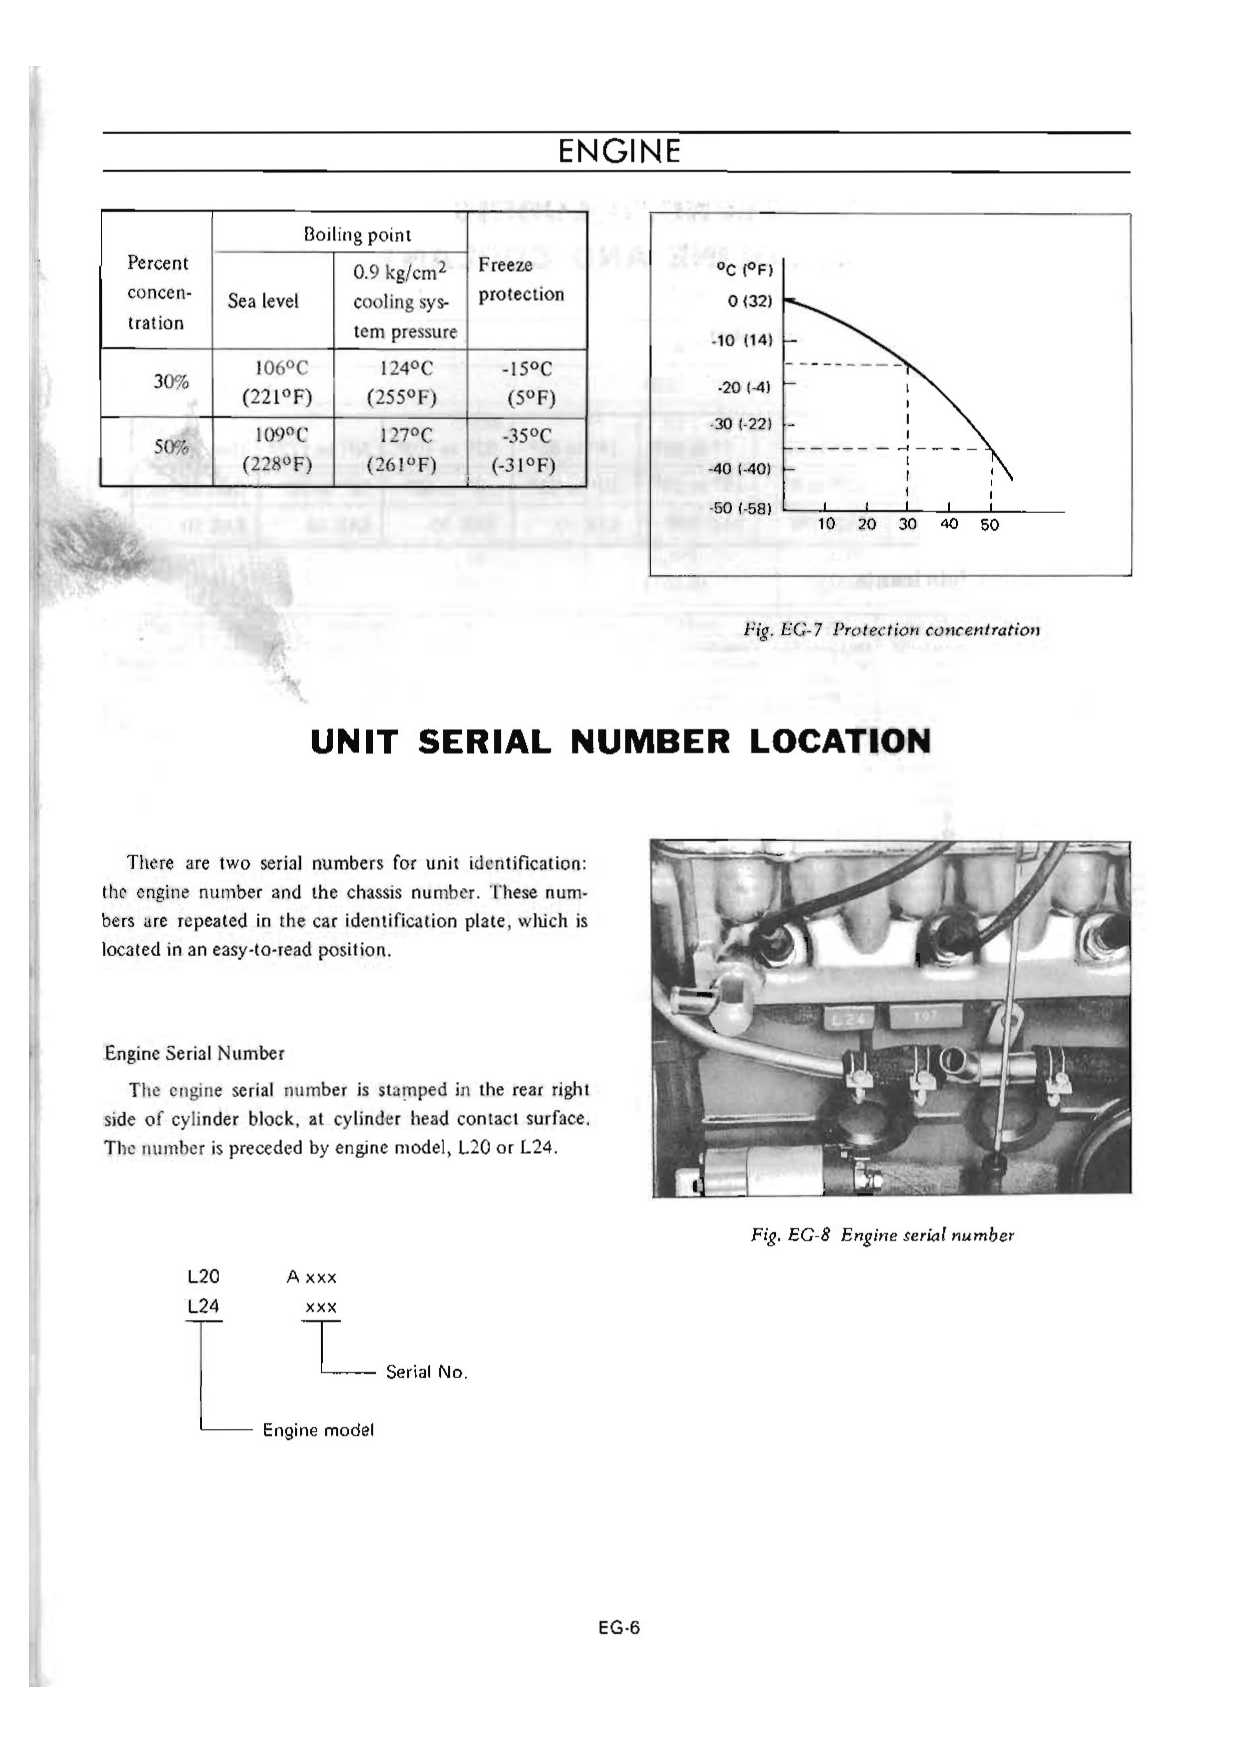 ENGINE
Percent concen- tration
Boiling point
Sea level
0.9 kg/cm2 cooling sys- tem pressure
Freeze protection
30%
106°C (221°F)
124°C (255°F)
-15°C (5°F)
50%
109°C (228°F)
127°C (261°F)
-35°C (-31°F)
°C (°F)
0 (32)
-10 (14)
-20 (-4)
-30 (-22)
-40 (-40)
-50 (-58)
10 20 30 40 50
Fig. EG-7 Protection concentration
UNIT SERIAL NUMBER LOCATION
There are two serial numbers for unit identification:
the engine number and the chassis number. These num-
bers are repeated in the car identification plate, which is
located in an easy-to-read position.
Engine Serial Number
The engine serial number is stamped in the rear right
side of cylinder block, at cylinder head contact surface.
The number is preceded by engine model, L20 or L24.
L24
Fig. EG-8 Engine serial number
L20 A xxx
L24 xxx
Serial No.
Engine model
EG-6